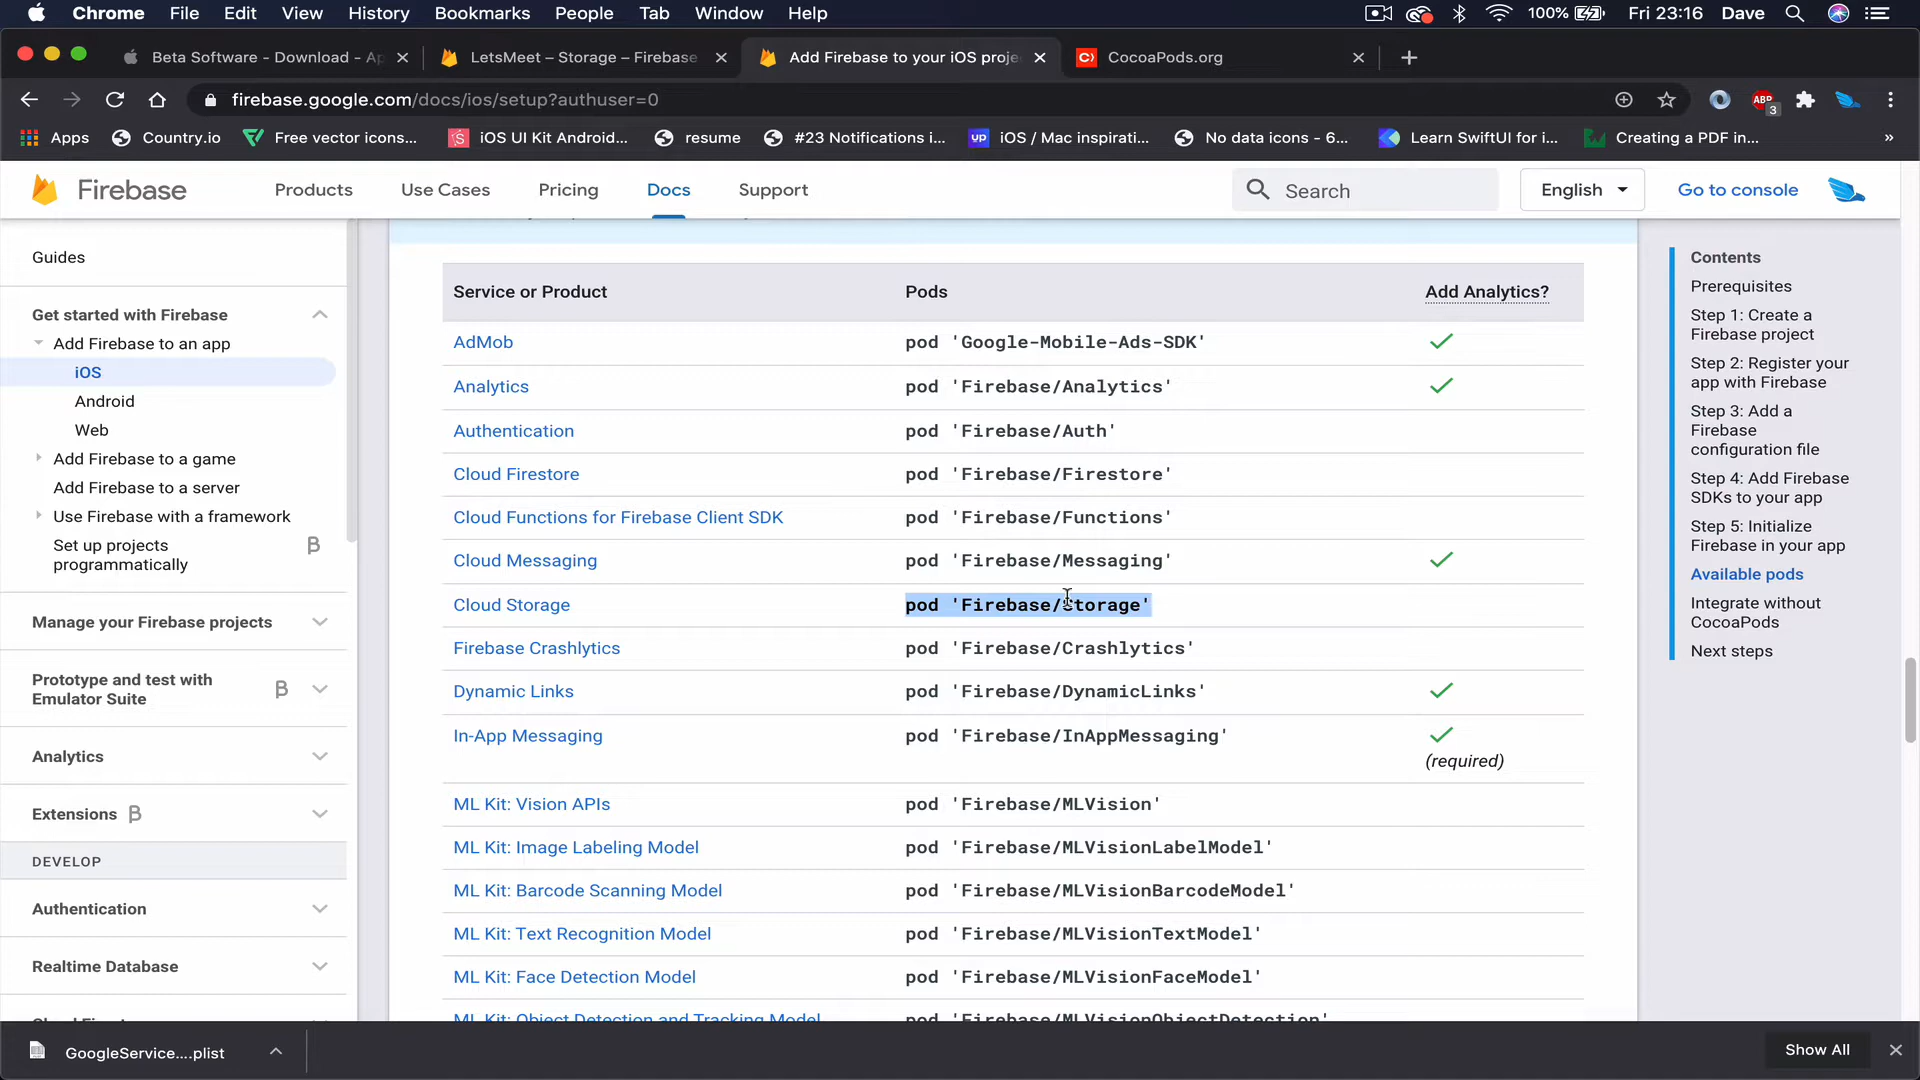 Chrome File Edit View History Bookmarks People Tab Window Help 100% Fri 23:16 Dave
Beta Software - Download - Ap
LetsMeet – Storage – Firebase
Add Firebase to your iOS proje
CocoaPods.org
firebase.google.com/docs/ios/setup?authuser=0
ABP 3
Apps Country.io Free vector icons... iOS UI Kit Android... resume #23 Notifications i... iOS / Mac inspirati... No data icons - 6... Learn SwiftUI for i... Creating a PDF in... »
Firebase Products Use Cases Pricing Docs Support Search English Go to console
Guides
Get started with Firebase
Add Firebase to an app
iOS
Android
Web
Add Firebase to a game
Add Firebase to a server
Use Firebase with a framework
Set up projects
programmatically β
Manage your Firebase projects
Prototype and test with
Emulator Suite β
Analytics
Extensions β
DEVELOP
Authentication
Realtime Database
Service or Product Pods Add Analytics?
AdMob pod 'Google-Mobile-Ads-SDK' ✓
Analytics pod 'Firebase/Analytics' ✓
Authentication pod 'Firebase/Auth'
Cloud Firestore pod 'Firebase/Firestore'
Cloud Functions for Firebase Client SDK pod 'Firebase/Functions'
Cloud Messaging pod 'Firebase/Messaging' ✓
Cloud Storage pod 'Firebase/Storage'
Firebase Crashlytics pod 'Firebase/Crashlytics'
Dynamic Links pod 'Firebase/DynamicLinks' ✓
In-App Messaging pod 'Firebase/InAppMessaging' ✓
(required)
ML Kit: Vision APIs pod 'Firebase/MLVision'
ML Kit: Image Labeling Model pod 'Firebase/MLVisionLabelModel'
ML Kit: Barcode Scanning Model pod 'Firebase/MLVisionBarcodeModel'
ML Kit: Text Recognition Model pod 'Firebase/MLVisionTextModel'
ML Kit: Face Detection Model pod 'Firebase/MLVisionFaceModel'
ML Kit: Object Detection and Tracking Model pod 'Firebase/MLVisionObjectDetection'
Contents
Prerequisites
Step 1: Create a
Firebase project
Step 2: Register your
app with Firebase
Step 3: Add a
Firebase
configuration file
Step 4: Add Firebase
SDKs to your app
Step 5: Initialize
Firebase in your app
Available pods
Integrate without
CocoaPods
Next steps
GoogleService....plist
Show All